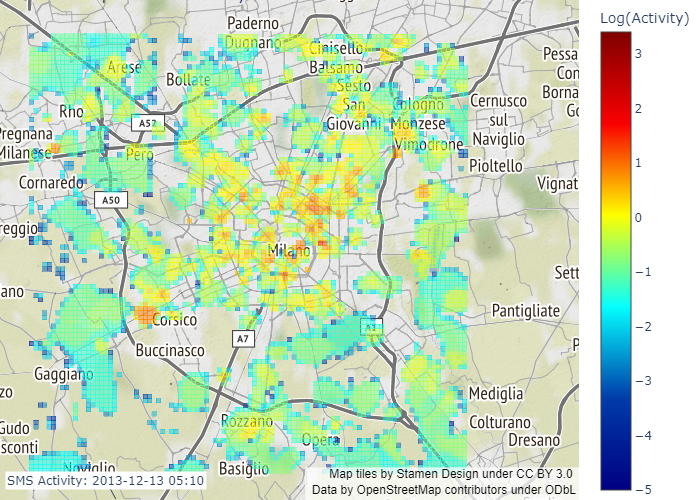 Log(Activity)
Paderno
Dugnano
Cinisello
Balsamo
Arese
Bollate
Sesto
San
Giovanni
Cologno
Monzese
Vimodrone
Cernusco
sul
Naviglio
Pioltello
Pessa
Con
Borna
Go
Rho
A52
Pregnana
Milanese
Pero
Cornaredo
A50
Vignat
reggio
Milano
Sett
ano
Corsico
A7
A1
Pantigliate
Buccinasco
P
Gaggiano
zo
Mediglia
Rozzano
Colturano
Gudo
sconti
Opera
Dresano
Noviglio
Basiglio
SMS Activity: 2013-12-13 05:10
Map tiles by Stamen Design under CC BY 3.0
Data by OpenStreetMap contributors under ODbL
3
2
1
0
−1
−2
−3
−4
−5